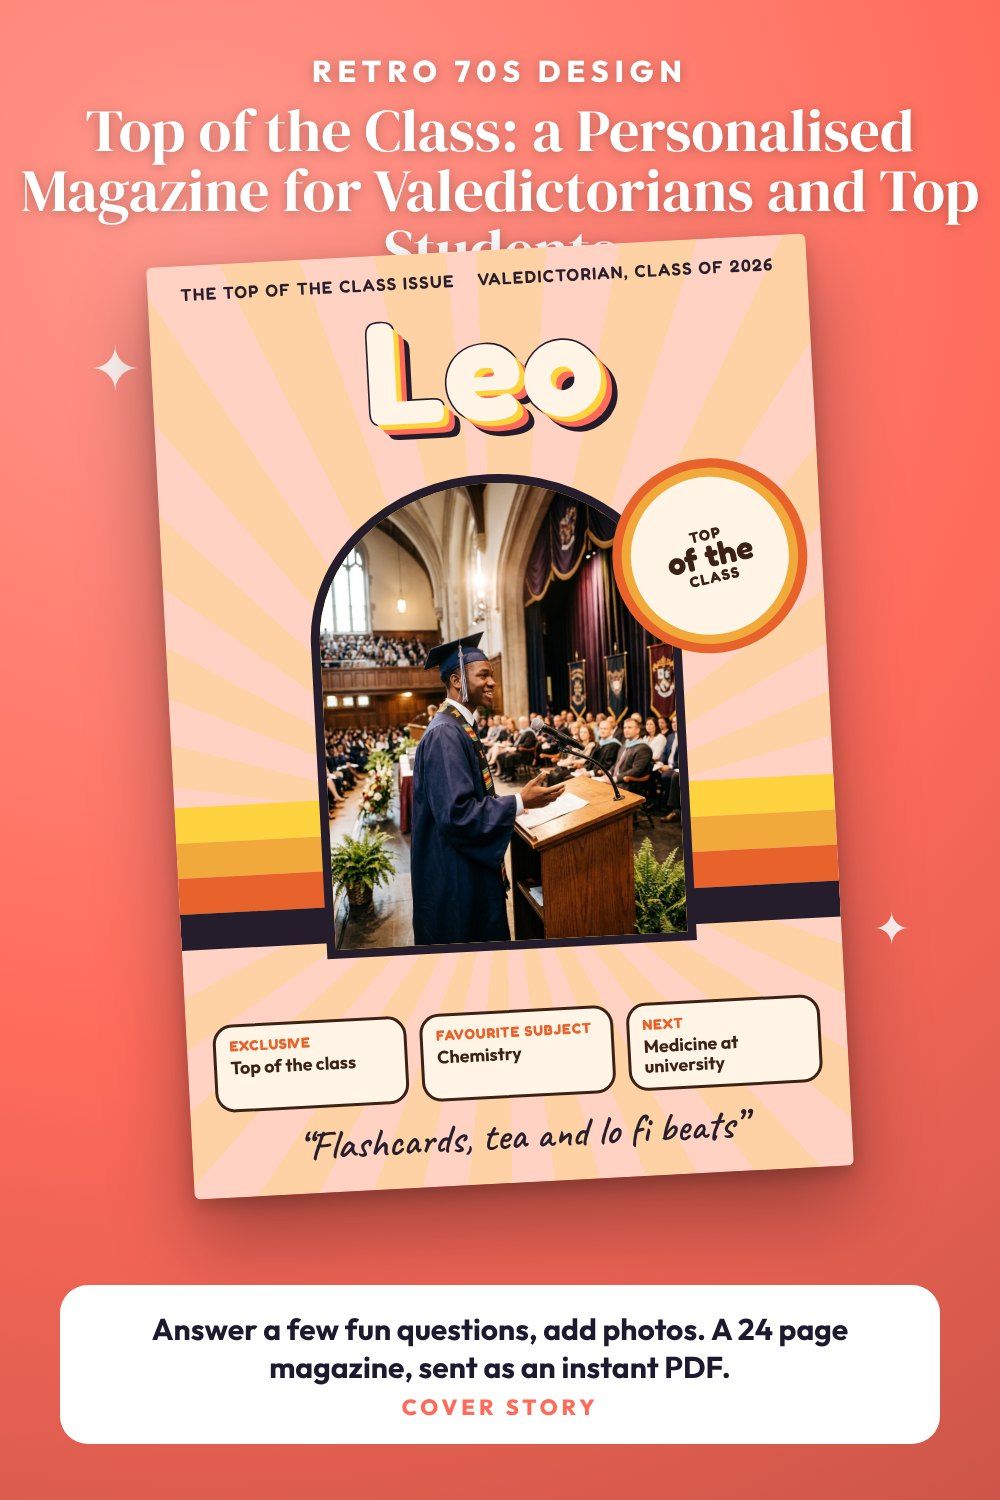 RETRO 70S DESIGN
Top of the Class: a Personalised
Magazine for Valedictorians and Top
Students
THE TOP OF THE CLASS ISSUE VALEDICTORIAN, CLASS OF 2026
Leo
TOP
of the
CLASS
EXCLUSIVE
Top of the class
FAVOURITE SUBJECT
Chemistry
NEXT
Medicine at
university
“Flashcards, tea and lo fi beats”
Answer a few fun questions, add photos. A 24 page
magazine, sent as an instant PDF.
COVER STORY